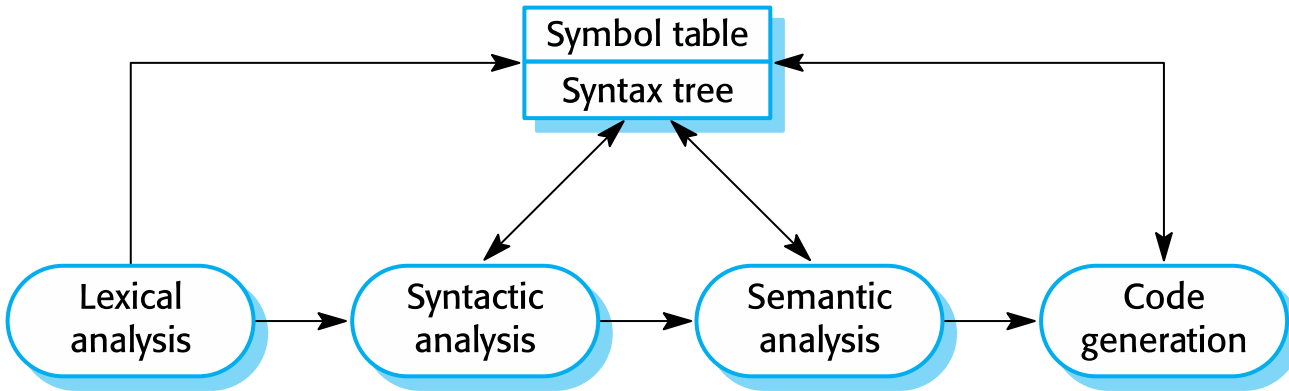 Symbol table
Syntax tree
Lexical
analysis
Syntactic
analysis
Semantic
analysis
Code
generation